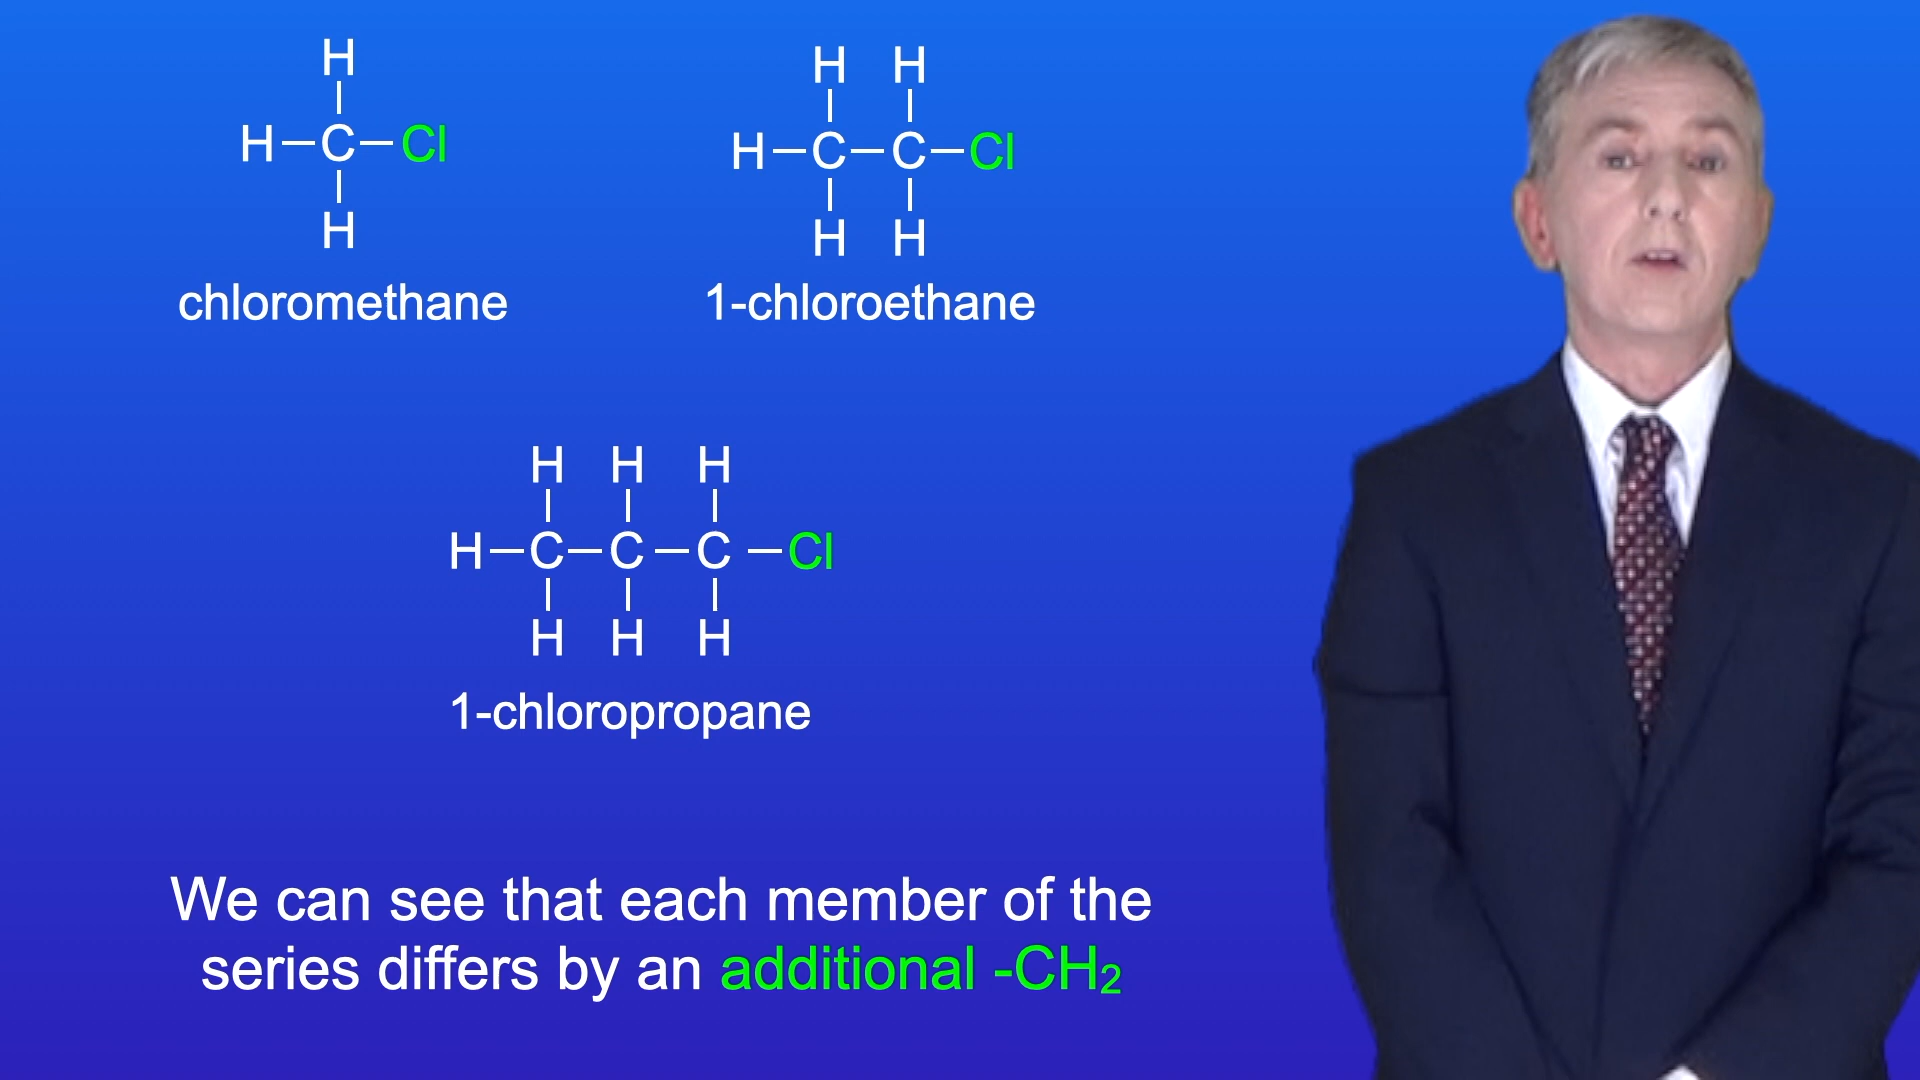 H
H–C–Cl
H
chloromethane
H H
H–C–C–Cl
H H
1-chloroethane
H H H
H–C–C–C–Cl
H H H
1-chloropropane
We can see that each member of the
series differs by an additional -CH₂